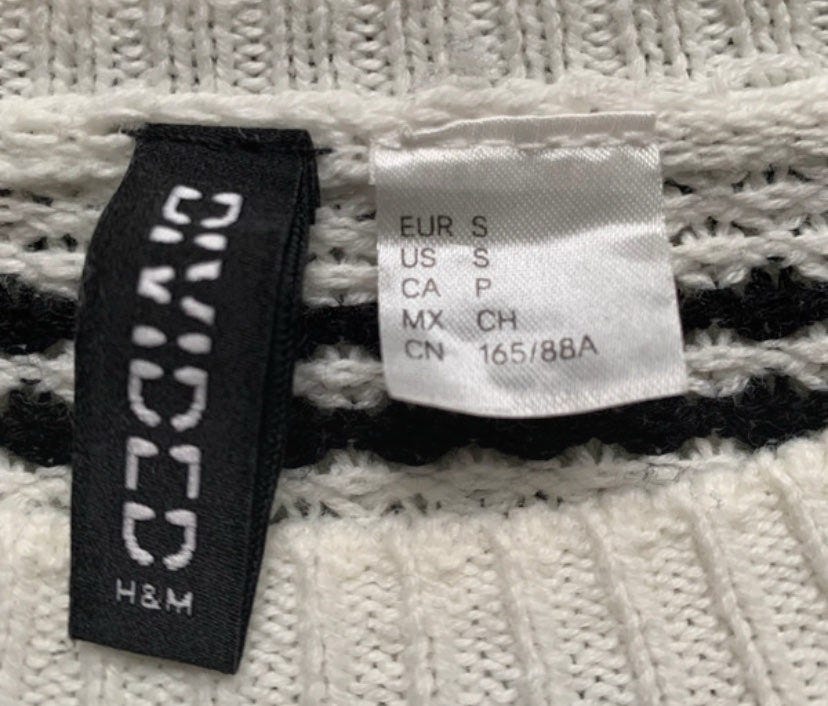 DIVIDED
H&M
EUR S
US S
CA P
MX CH
CN 165/88A